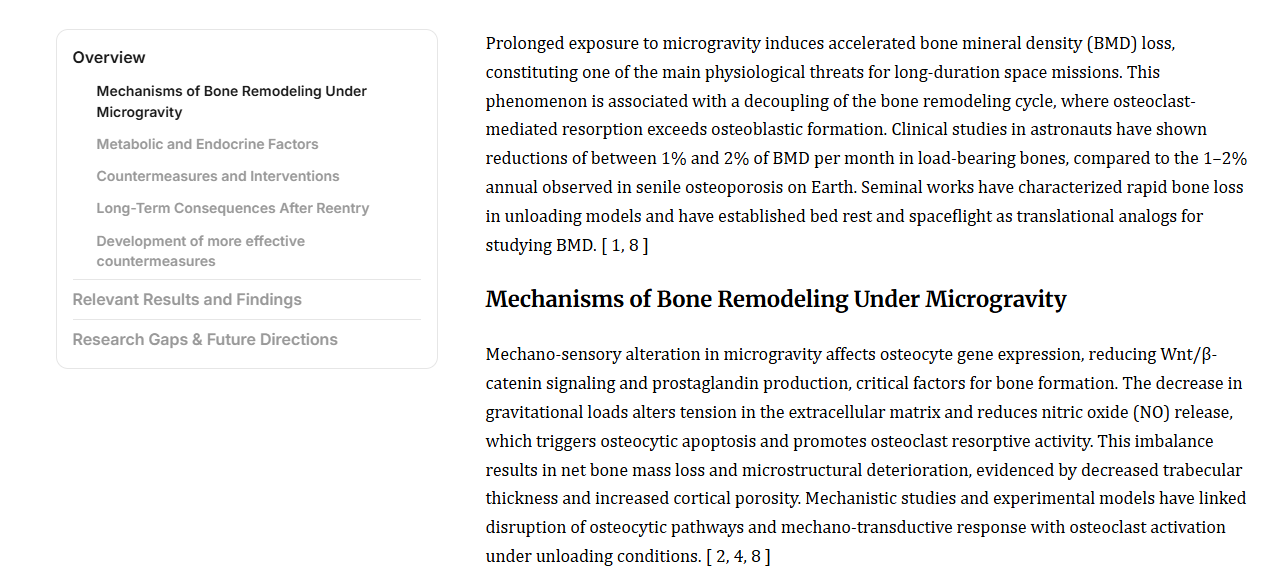 Overview
Mechanisms of Bone Remodeling Under
Microgravity
Metabolic and Endocrine Factors
Countermeasures and Interventions
Long-Term Consequences After Reentry
Development of more effective
countermeasures
Relevant Results and Findings
Research Gaps & Future Directions
Prolonged exposure to microgravity induces accelerated bone mineral density (BMD) loss,
constituting one of the main physiological threats for long-duration space missions. This
phenomenon is associated with a decoupling of the bone remodeling cycle, where osteoclast-
mediated resorption exceeds osteoblastic formation. Clinical studies in astronauts have shown
reductions of between 1% and 2% of BMD per month in load-bearing bones, compared to the 1–2%
annual observed in senile osteoporosis on Earth. Seminal works have characterized rapid bone loss
in unloading models and have established bed rest and spaceflight as translational analogs for
studying BMD. [ 1, 8 ]
Mechanisms of Bone Remodeling Under Microgravity
Mechano-sensory alteration in microgravity affects osteocyte gene expression, reducing Wnt/β-
catenin signaling and prostaglandin production, critical factors for bone formation. The decrease in
gravitational loads alters tension in the extracellular matrix and reduces nitric oxide (NO) release,
which triggers osteocytic apoptosis and promotes osteoclast resorptive activity. This imbalance
results in net bone mass loss and microstructural deterioration, evidenced by decreased trabecular
thickness and increased cortical porosity. Mechanistic studies and experimental models have linked
disruption of osteocytic pathways and mechano-transductive response with osteoclast activation
under unloading conditions. [ 2, 4, 8 ]